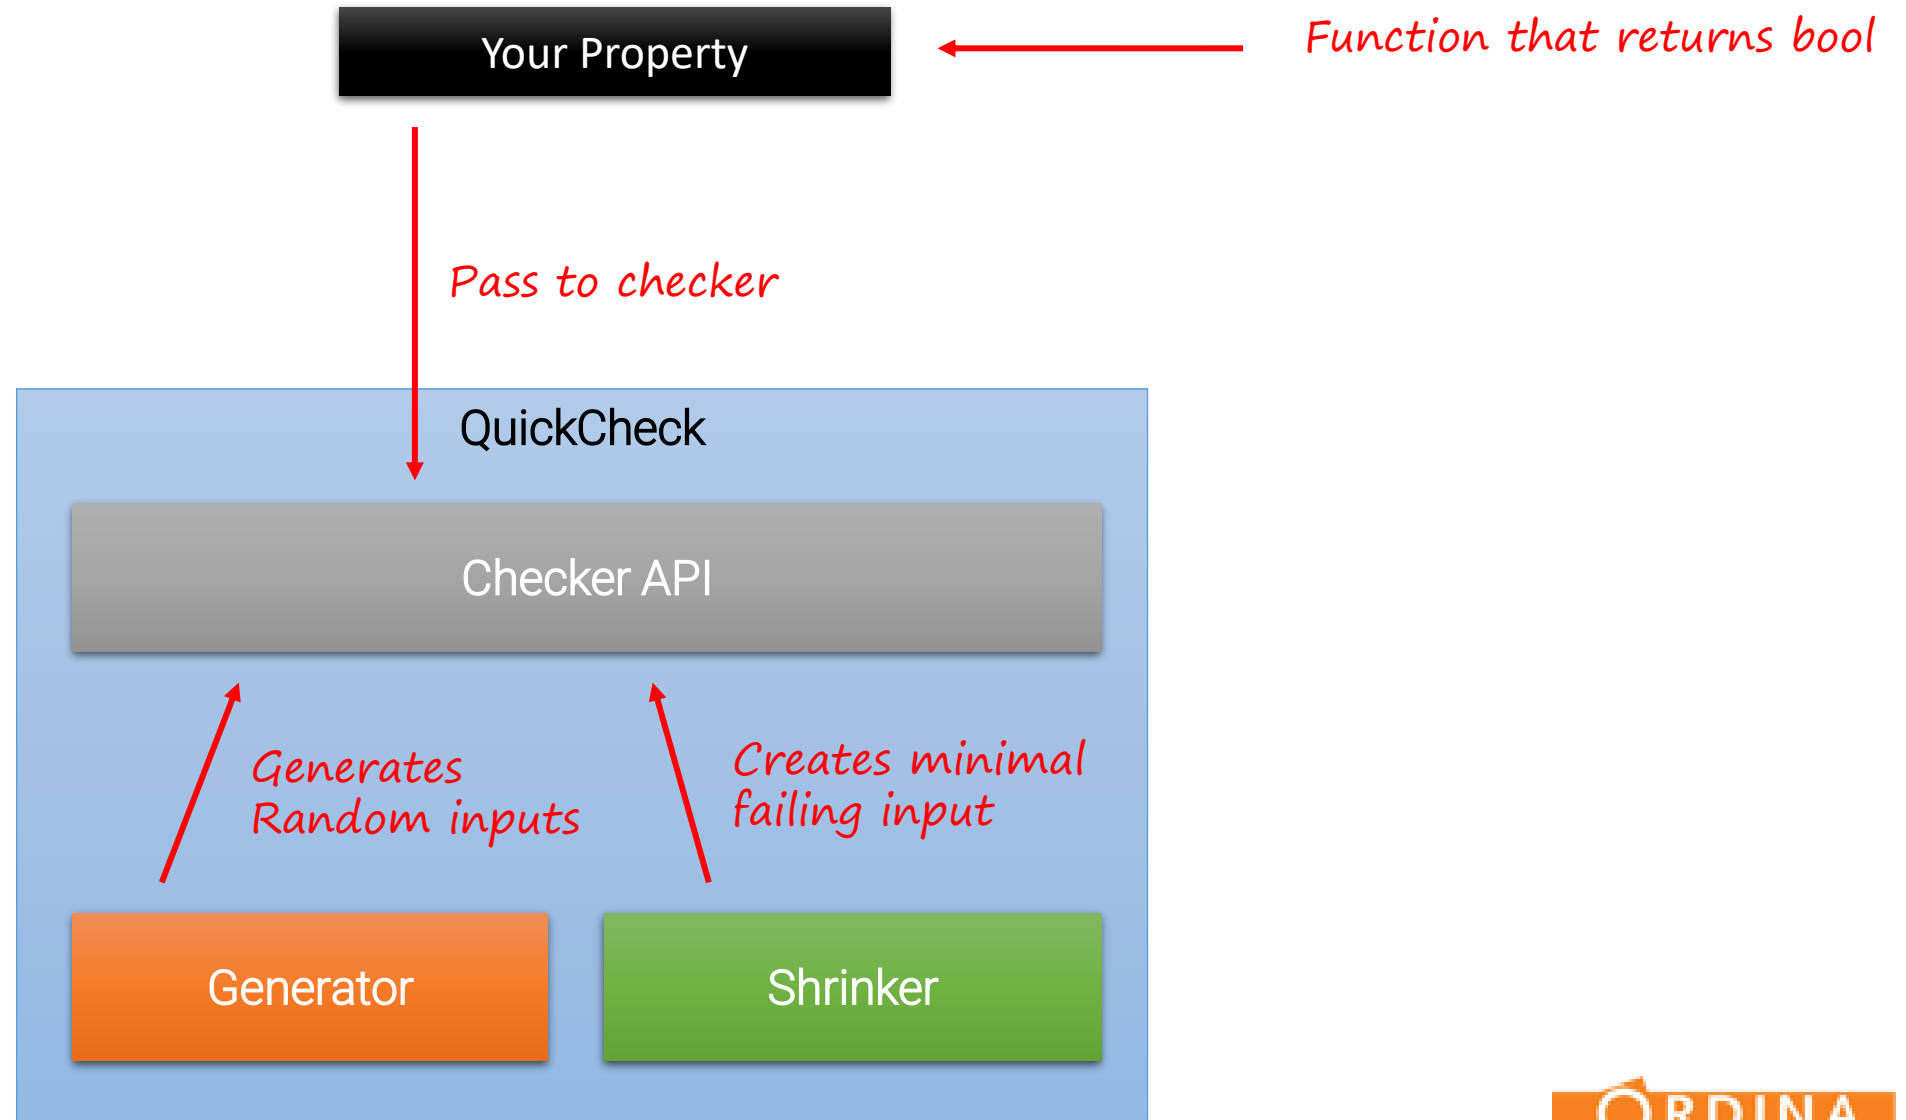 Your Property
Function that returns bool
Pass to checker
QuickCheck
Checker API
Generates
Random inputs
Creates minimal
failing input
Generator
Shrinker
ORDINA